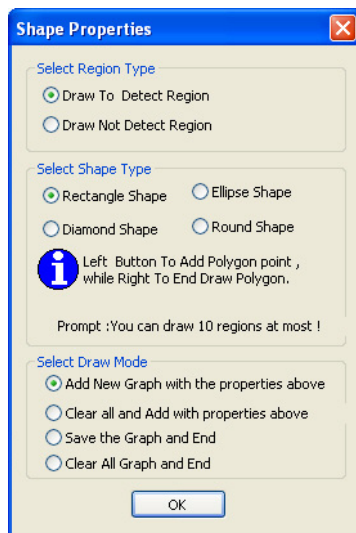 Shape Properties
Select Region Type
Draw To Detect Region
Draw Not Detect Region
Select Shape Type
Rectangle Shape
Ellipse Shape
Diamond Shape
Round Shape
Left Button To Add Polygon point ,
while Right To End Draw Polygon.
Prompt :You can draw 10 regions at most !
Select Draw Mode
Add New Graph with the properties above
Clear all and Add with properties above
Save the Graph and End
Clear All Graph and End
OK